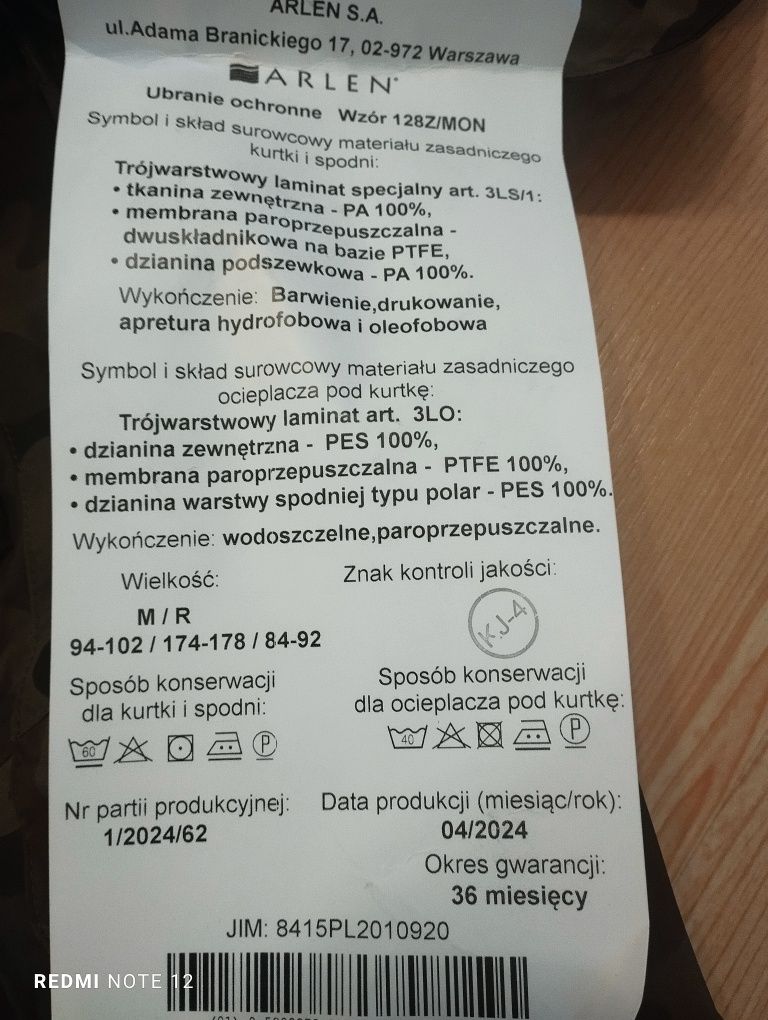 ARLEN S.A.
ul.Adama Branickiego 17, 02-972 Warszawa
ARLEN
Ubranie ochronne Wzór 128Z/MON
Symbol i skład surowcowy materiału zasadniczego
kurtki i spodni:
Trójwarstwowy laminat specjalny art. 3LS/1:
• tkanina zewnętrzna - PA 100%,
• membrana paroprzepuszczalna -
dwuskładnikowa na bazie PTFE,
• dzianina podszewkowa - PA 100%.
Wykończenie: Barwienie,drukowanie,
apretura hydrofobowa i oleofobowa
Symbol i skład surowcowy materiału zasadniczego
ocieplacza pod kurtkę:
Trójwarstwowy laminat art. 3LO:
• dzianina zewnętrzna - PES 100%,
• membrana paroprzepuszczalna - PTFE 100%,
• dzianina warstwy spodniej typu polar - PES 100%.
Wykończenie: wodoszczelne,paroprzepuszczalne.
Wielkość:
M / R
94-102 / 174-178 / 84-92
Znak kontroli jakości:
KJ-4
Sposób konserwacji
dla kurtki i spodni:
60 P
Sposób konserwacji
dla ocieplacza pod kurtkę:
40 P
Nr partii produkcyjnej:
1/2024/62
Data produkcji (miesiąc/rok):
04/2024
Okres gwarancji:
36 miesięcy
JIM: 8415PL2010920
REDMI NOTE 12